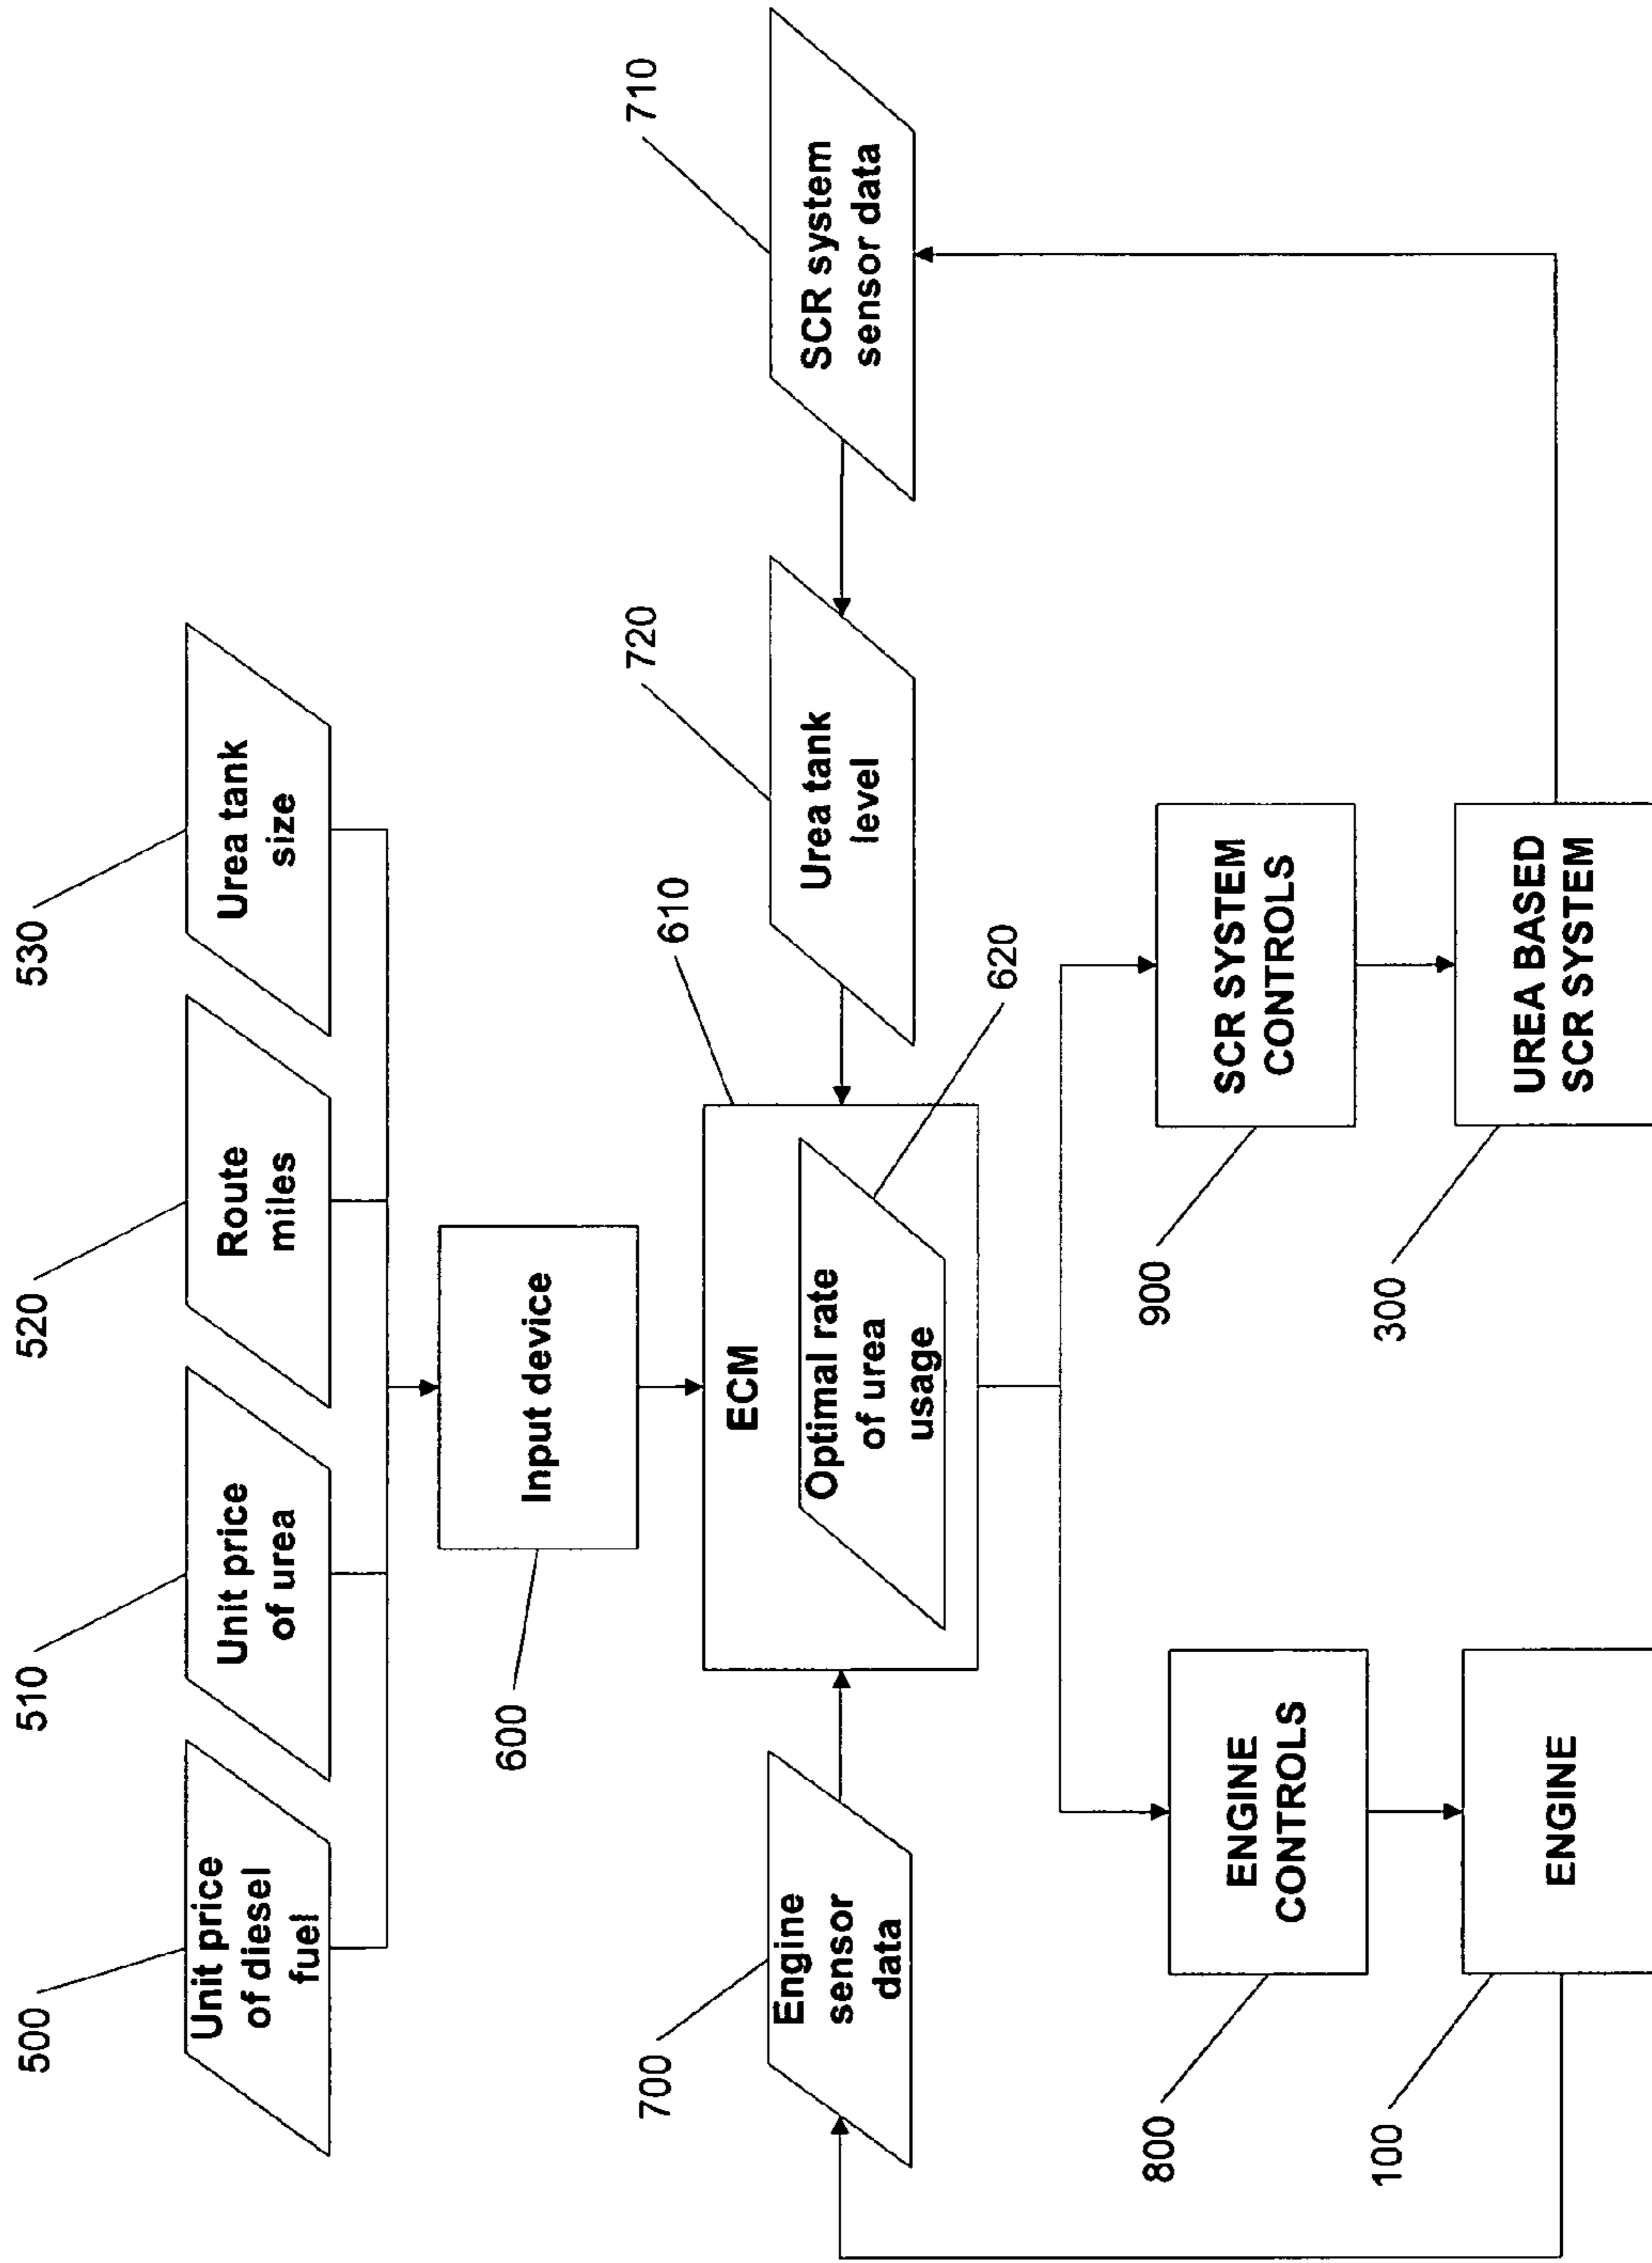 500
510
520
530
Unit price
of diesel
fuel
Unit price
of urea
Route
miles
Urea tank
size
600
Input device
610
700
Engine
sensor
data
ECM
Optimal rate
of urea
usage
620
720
Urea tank
level
710
SCR system
sensor data
800
ENGINE
CONTROLS
900
SCR SYSTEM
CONTROLS
100
ENGINE
300
UREA BASED
SCR SYSTEM